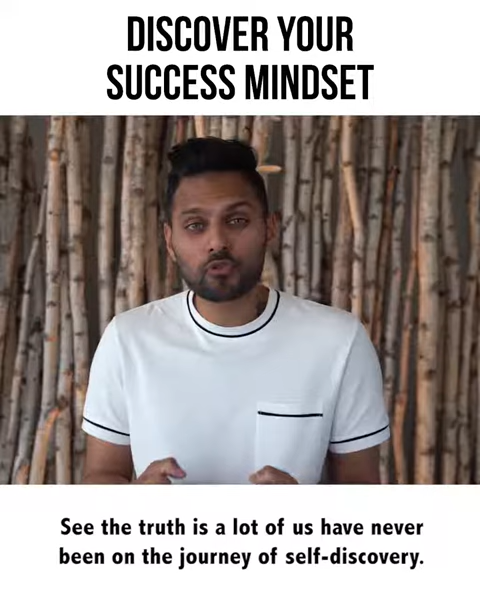 DISCOVER YOUR
SUCCESS MINDSET
See the truth is a lot of us have never
been on the journey of self-discovery.